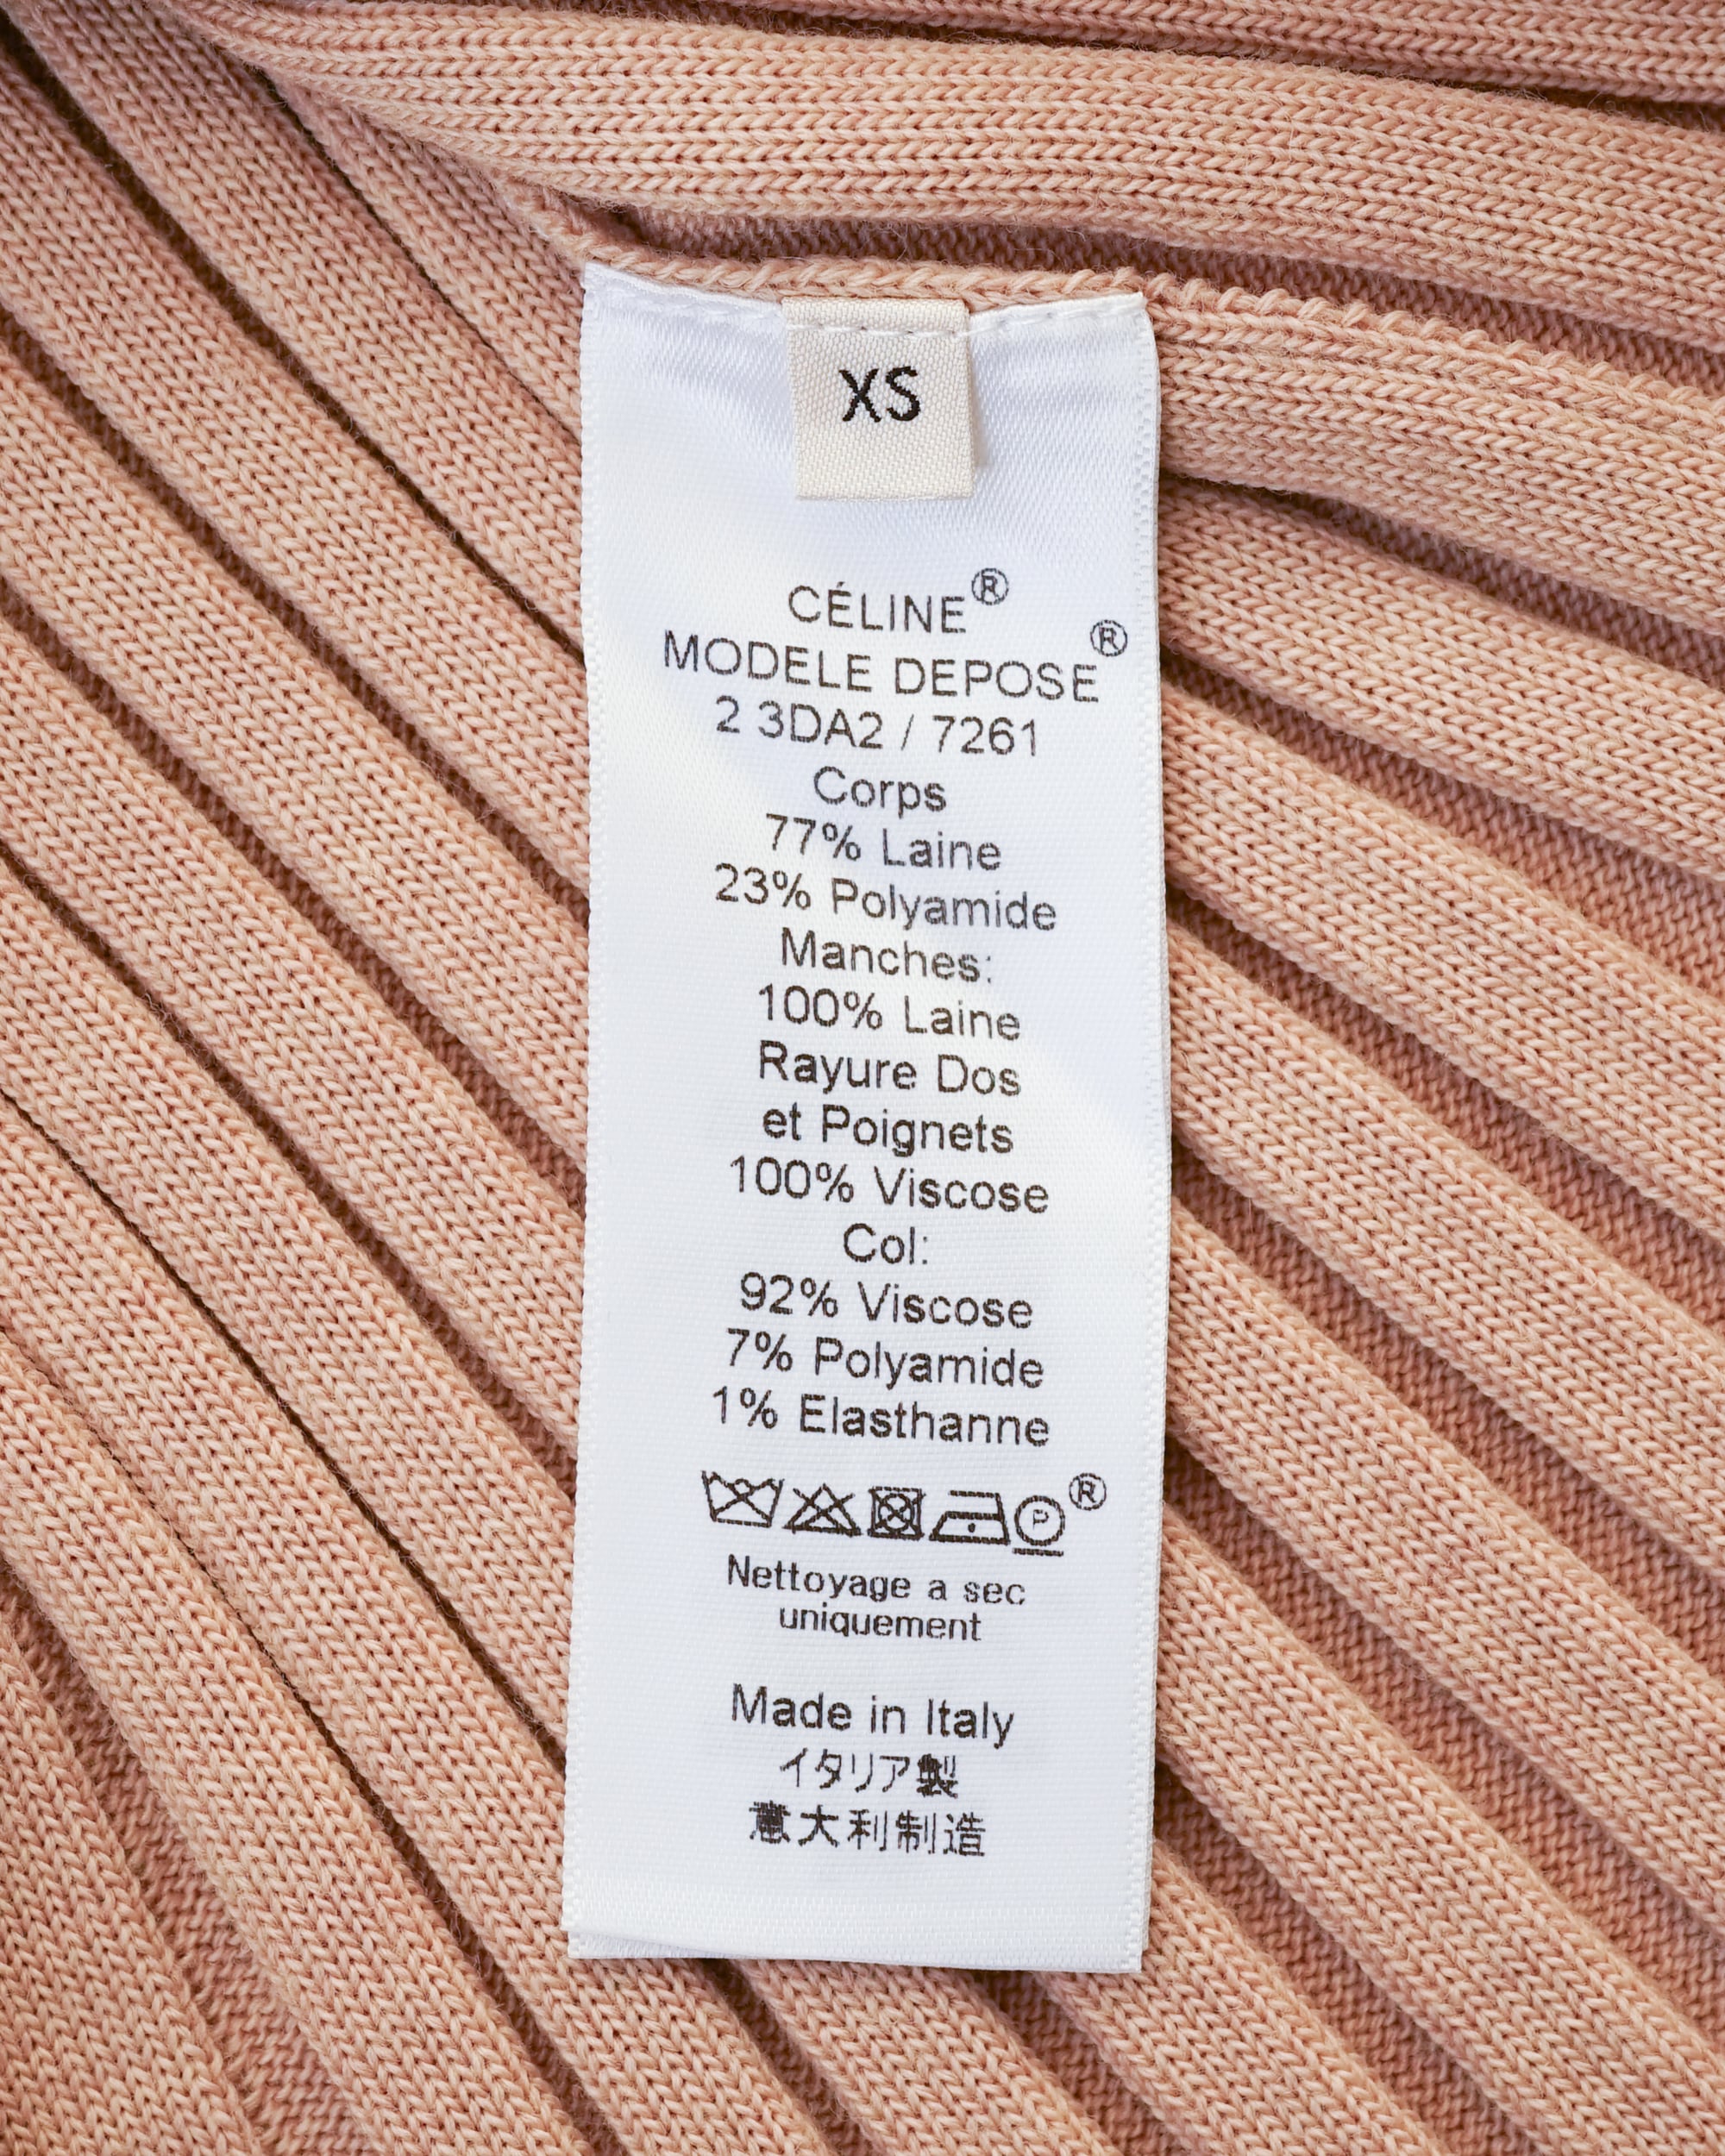 XS
CÉLINE®
MODELE DEPOSE®
2 3DA2 / 7261
Corps
77% Laine
23% Polyamide
Manches:
100% Laine
Rayure Dos
et Poignets
100% Viscose
Col:
92% Viscose
7% Polyamide
1% Elasthanne
P ®
Nettoyage a sec
uniquement
Made in Italy
イタリア製
意大利制造